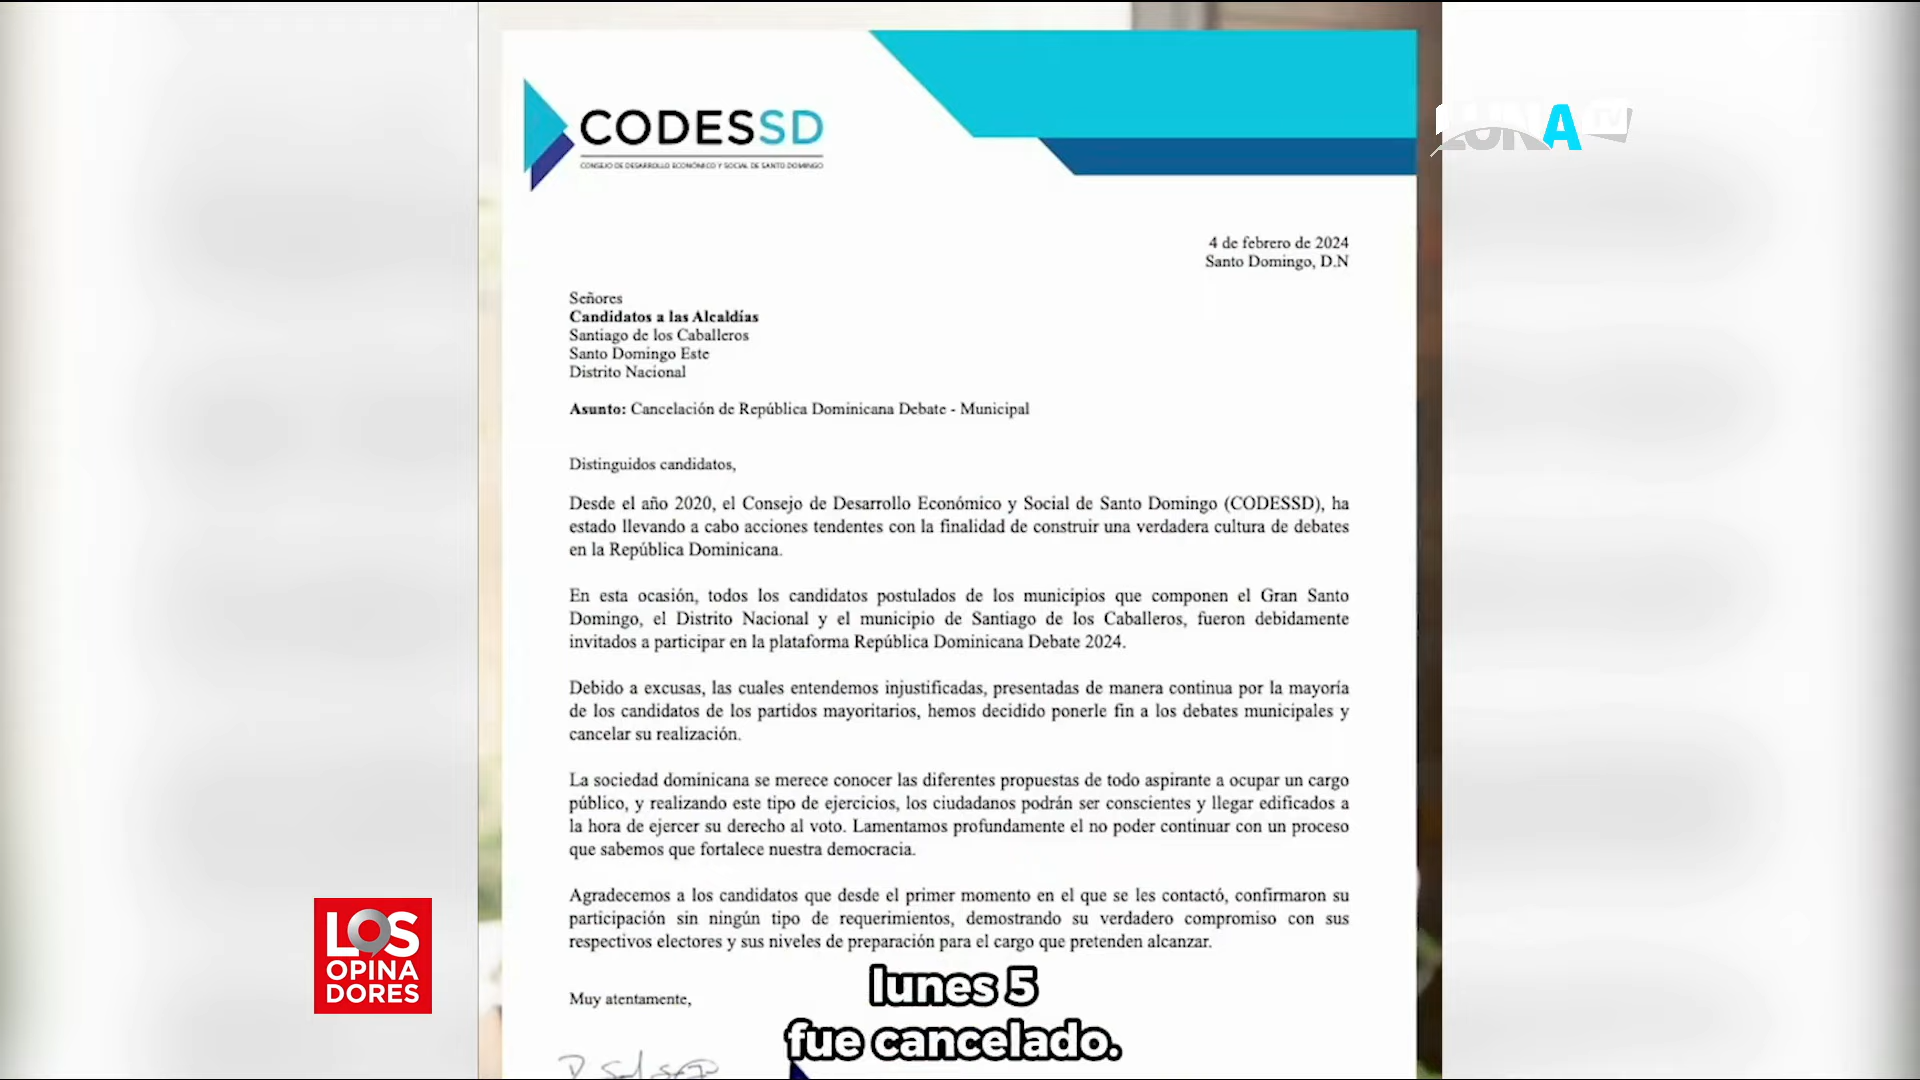 CODESSD
CONSEJO DE DESARROLLO ECONÓMICO Y SOCIAL DE SANTO DOMINGO
LUNA TV
4 de febrero de 2024
Santo Domingo, D.N
Señores
Candidatos a las Alcaldías
Santiago de los Caballeros
Santo Domingo Este
Distrito Nacional
Asunto: Cancelación de República Dominicana Debate - Municipal
Distinguidos candidatos,
Desde el año 2020, el Consejo de Desarrollo Económico y Social de Santo Domingo (CODESSD), ha
estado llevando a cabo acciones tendentes con la finalidad de construir una verdadera cultura de debates
en la República Dominicana.
En esta ocasión, todos los candidatos postulados de los municipios que componen el Gran Santo
Domingo, el Distrito Nacional y el municipio de Santiago de los Caballeros, fueron debidamente
invitados a participar en la plataforma República Dominicana Debate 2024.
Debido a excusas, las cuales entendemos injustificadas, presentadas de manera continua por la mayoría
de los candidatos de los partidos mayoritarios, hemos decidido ponerle fin a los debates municipales y
cancelar su realización.
La sociedad dominicana se merece conocer las diferentes propuestas de todo aspirante a ocupar un cargo
público, y realizando este tipo de ejercicios, los ciudadanos podrán ser conscientes y llegar edificados a
la hora de ejercer su derecho al voto. Lamentamos profundamente el no poder continuar con un proceso
que sabemos que fortalece nuestra democracia.
Agradecemos a los candidatos que desde el primer momento en el que se les contactó, confirmaron su
participación sin ningún tipo de requerimientos, demostrando su verdadero compromiso con sus
respectivos electores y sus niveles de preparación para el cargo que pretenden alcanzar.
Muy atentamente,
LOS
OPINA
DORES
lunes 5
fue cancelado.